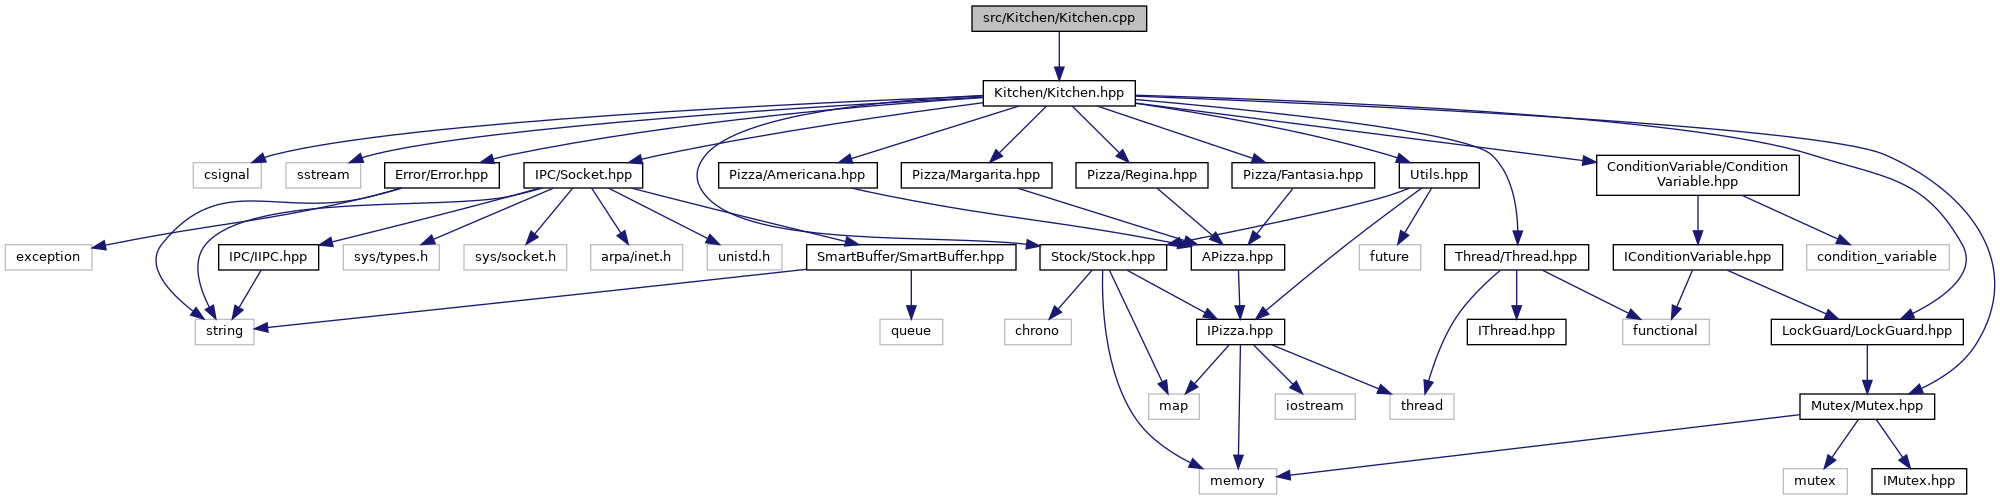 src/Kitchen/Kitchen.cpp
Kitchen/Kitchen.hpp
csignal
sstream
Error/Error.hpp
IPC/Socket.hpp
Pizza/Americana.hpp
Pizza/Margarita.hpp
Pizza/Regina.hpp
Pizza/Fantasia.hpp
Utils.hpp
ConditionVariable/Condition
Variable.hpp
exception
IPC/IIPC.hpp
sys/types.h
sys/socket.h
arpa/inet.h
unistd.h
SmartBuffer/SmartBuffer.hpp
Stock/Stock.hpp
APizza.hpp
future
Thread/Thread.hpp
IConditionVariable.hpp
condition_variable
string
queue
chrono
IPizza.hpp
IThread.hpp
functional
LockGuard/LockGuard.hpp
map
iostream
thread
Mutex/Mutex.hpp
memory
mutex
IMutex.hpp